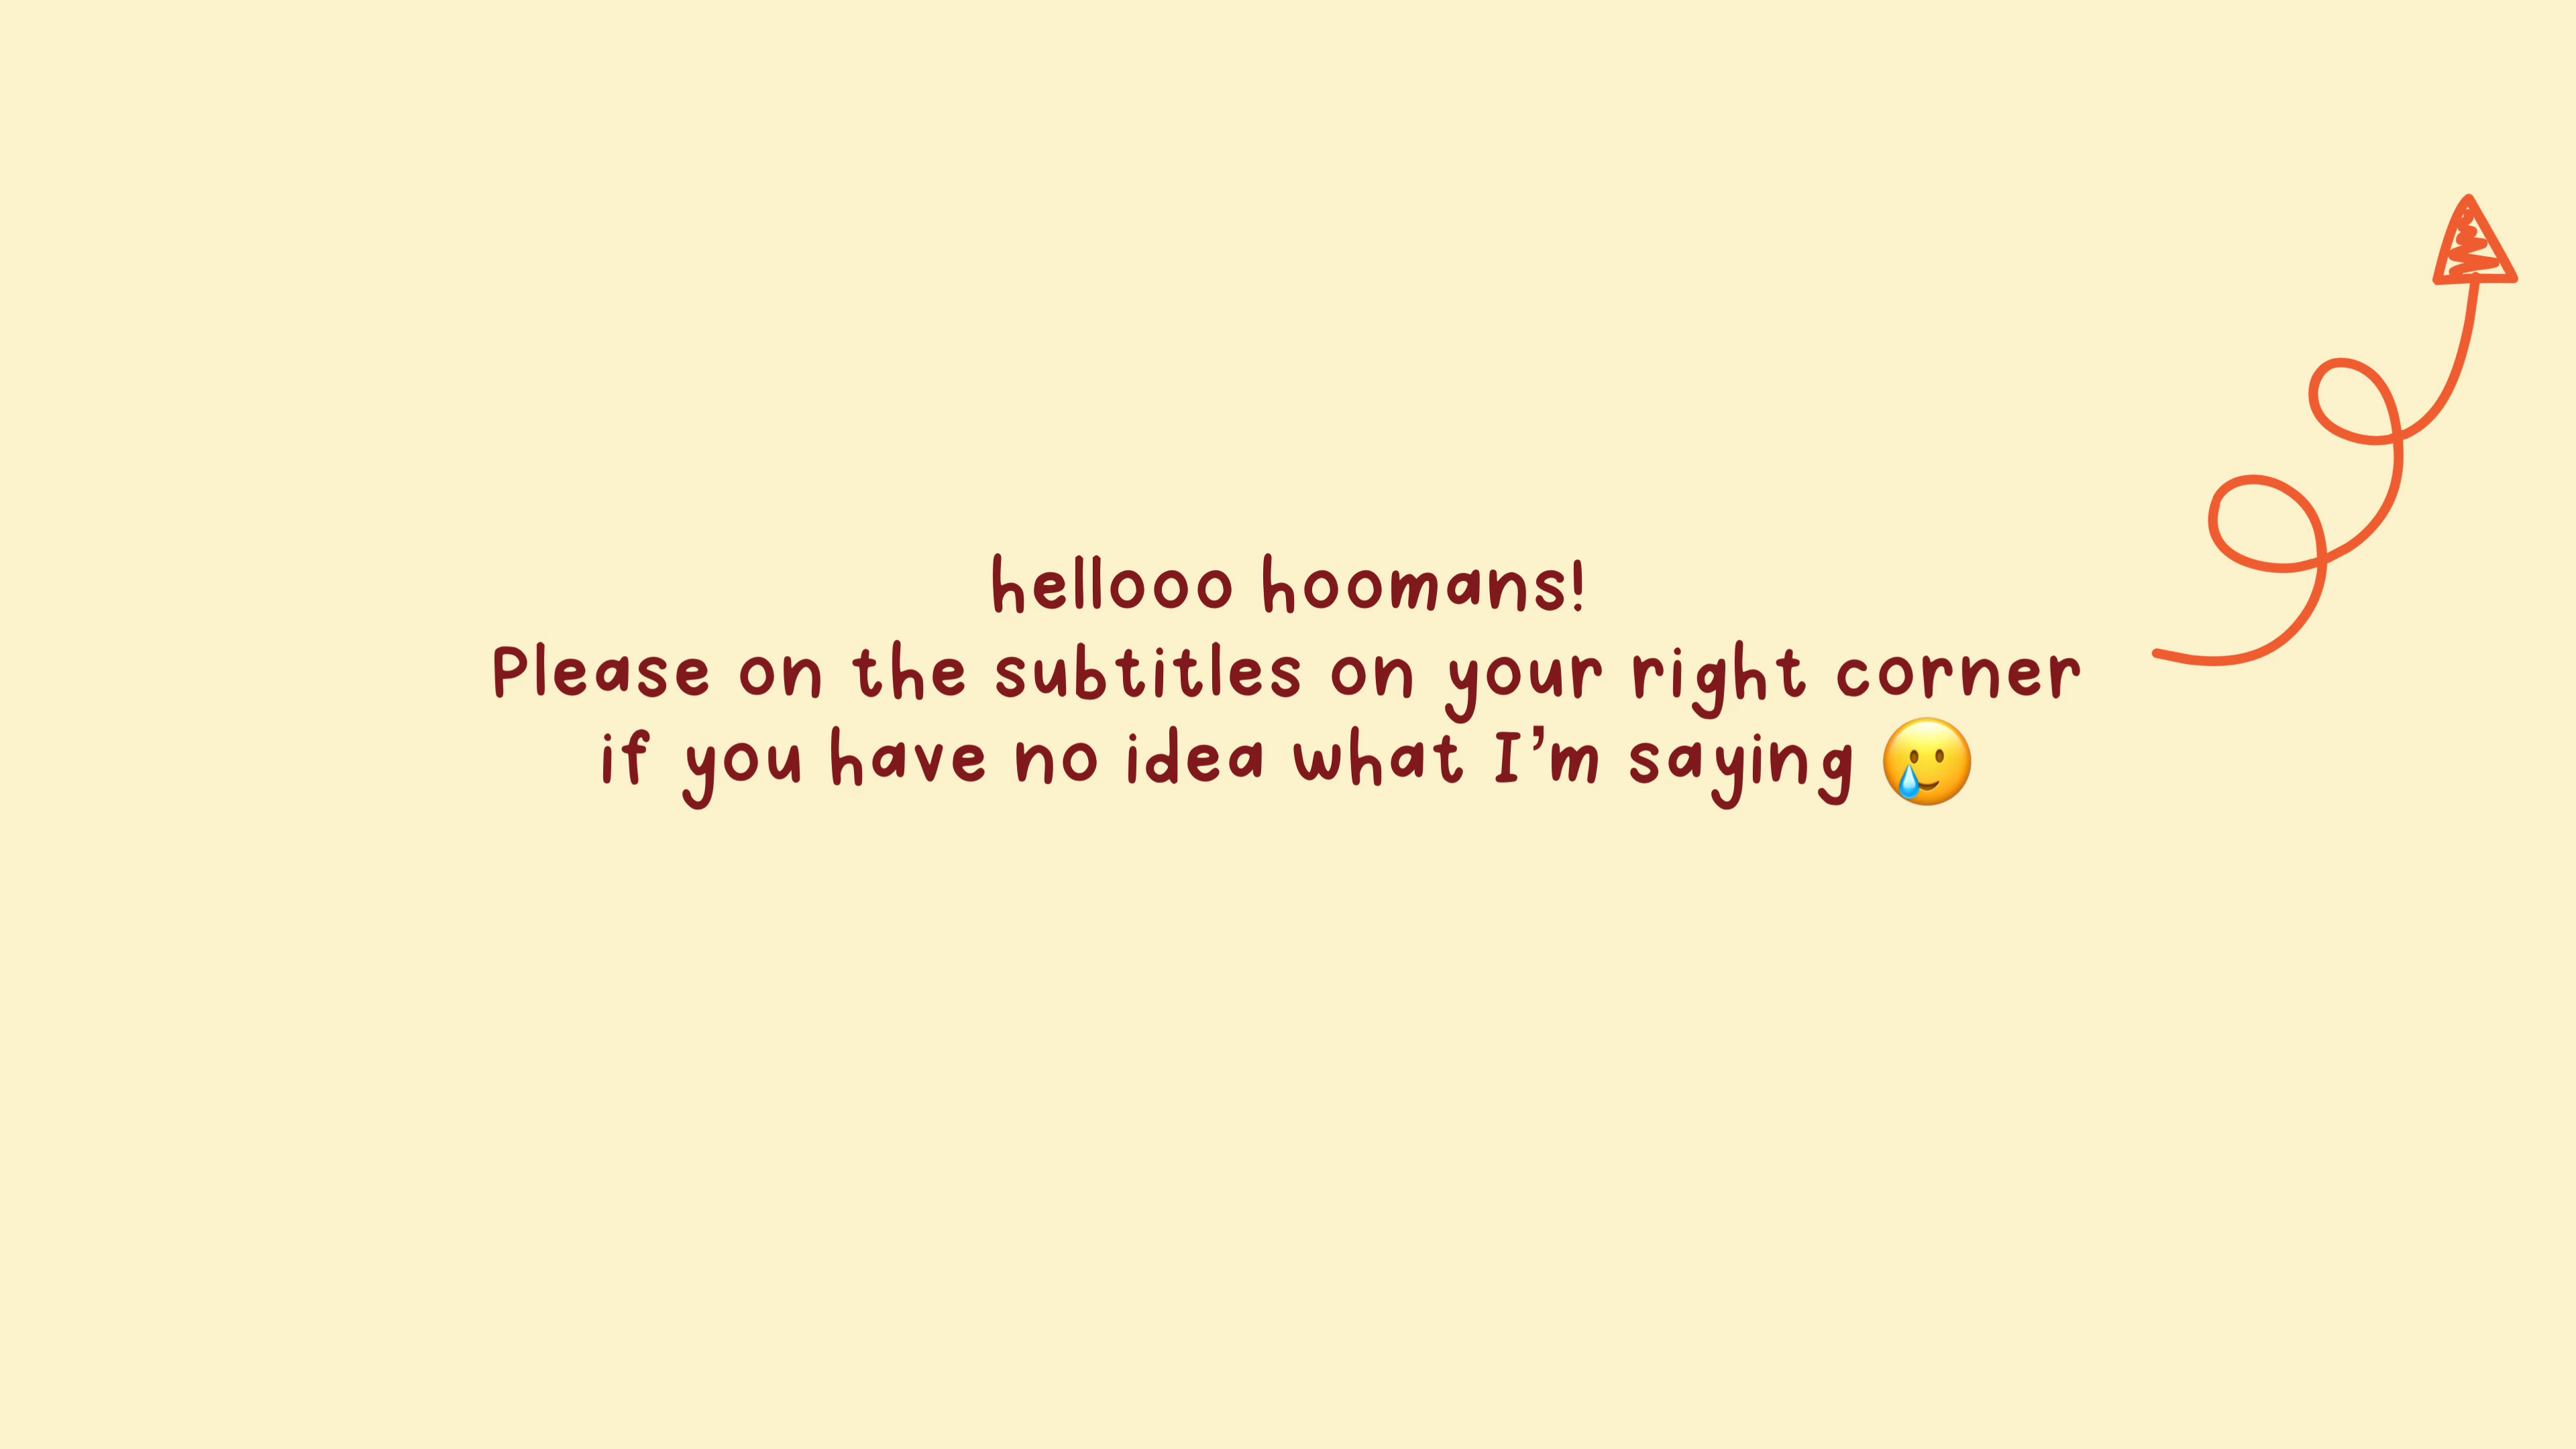 hellooo hoomans!
Please on the subtitles on your right corner
if you have no idea what I'm saying 🥲